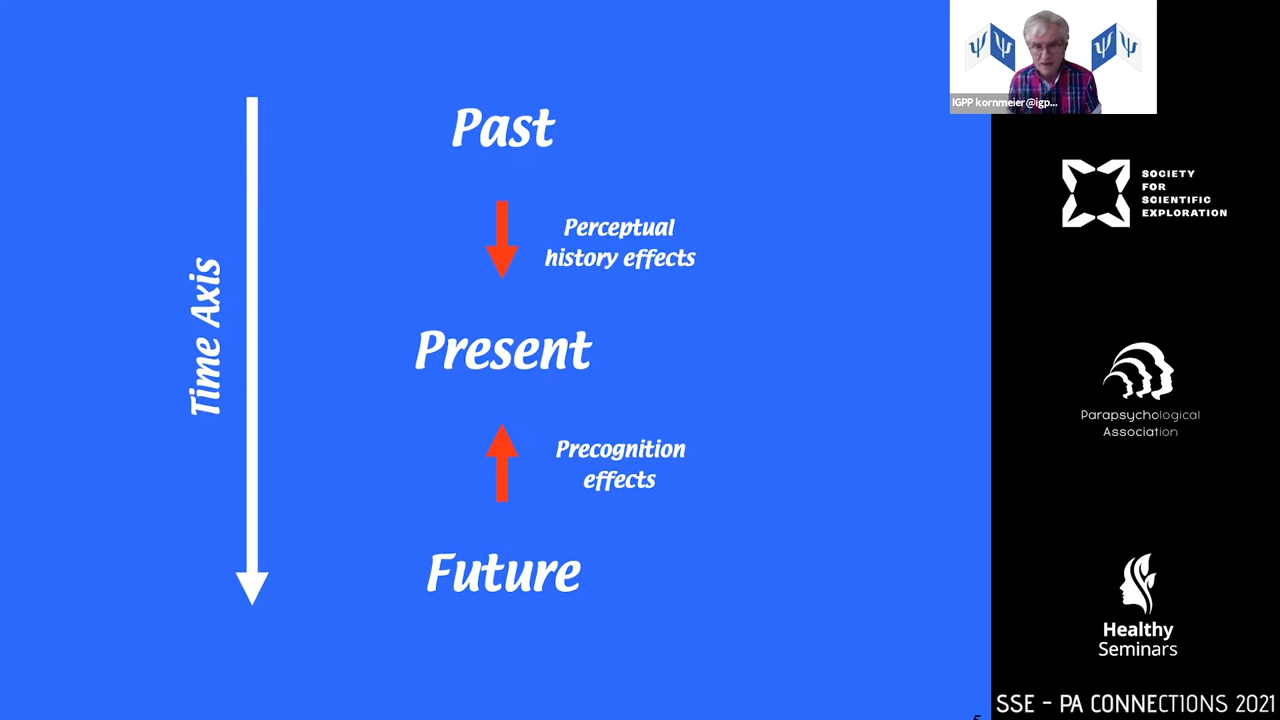 Past
Perceptual
history effects
Present
Precognition
effects
Future
Time Axis
IGPP kornmeier@igp...
SOCIETY
FOR
SCIENTIFIC
EXPLORATION
Parapsychological
Association
Healthy
Seminars
SSE - PA CONNECTIONS 2021